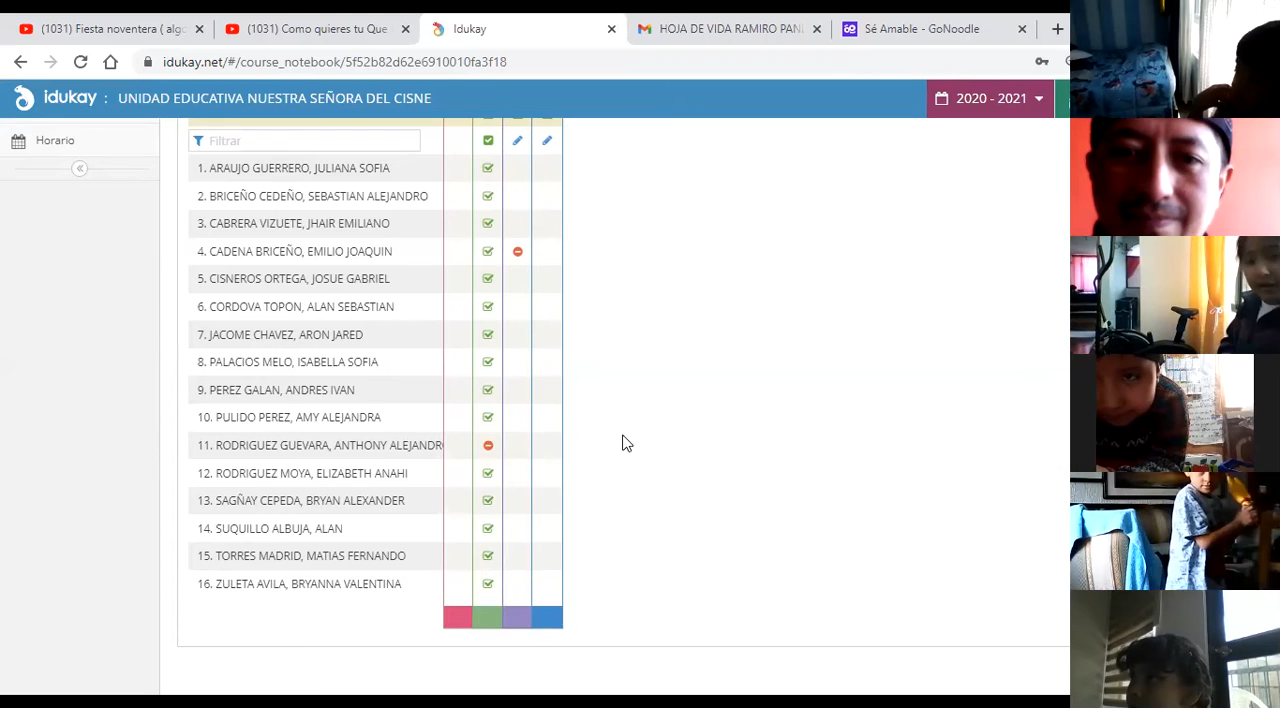 (1031) Fiesta noventera ( algo
(1031) Como quieres tu Que
Idukay
HOJA DE VIDA RAMIRO PAN
Sé Amable - GoNoodle
idukay.net/#/course_notebook/5f52b82d62e6910010fa3f18
idukay : UNIDAD EDUCATIVA NUESTRA SEÑORA DEL CISNE
2020 - 2021
Horario
Filtrar
1. ARAUJO GUERRERO, JULIANA SOFIA
2. BRICEÑO CEDEÑO, SEBASTIAN ALEJANDRO
3. CABRERA VIZUETE, JHAIR EMILIANO
4. CADENA BRICEÑO, EMILIO JOAQUIN
5. CISNEROS ORTEGA, JOSUE GABRIEL
6. CORDOVA TOPON, ALAN SEBASTIAN
7. JACOME CHAVEZ, ARON JARED
8. PALACIOS MELO, ISABELLA SOFIA
9. PEREZ GALAN, ANDRES IVAN
10. PULIDO PEREZ, AMY ALEJANDRA
11. RODRIGUEZ GUEVARA, ANTHONY ALEJANDR
12. RODRIGUEZ MOYA, ELIZABETH ANAHI
13. SAGÑAY CEPEDA, BRYAN ALEXANDER
14. SUQUILLO ALBUJA, ALAN
15. TORRES MADRID, MATIAS FERNANDO
16. ZULETA AVILA, BRYANNA VALENTINA